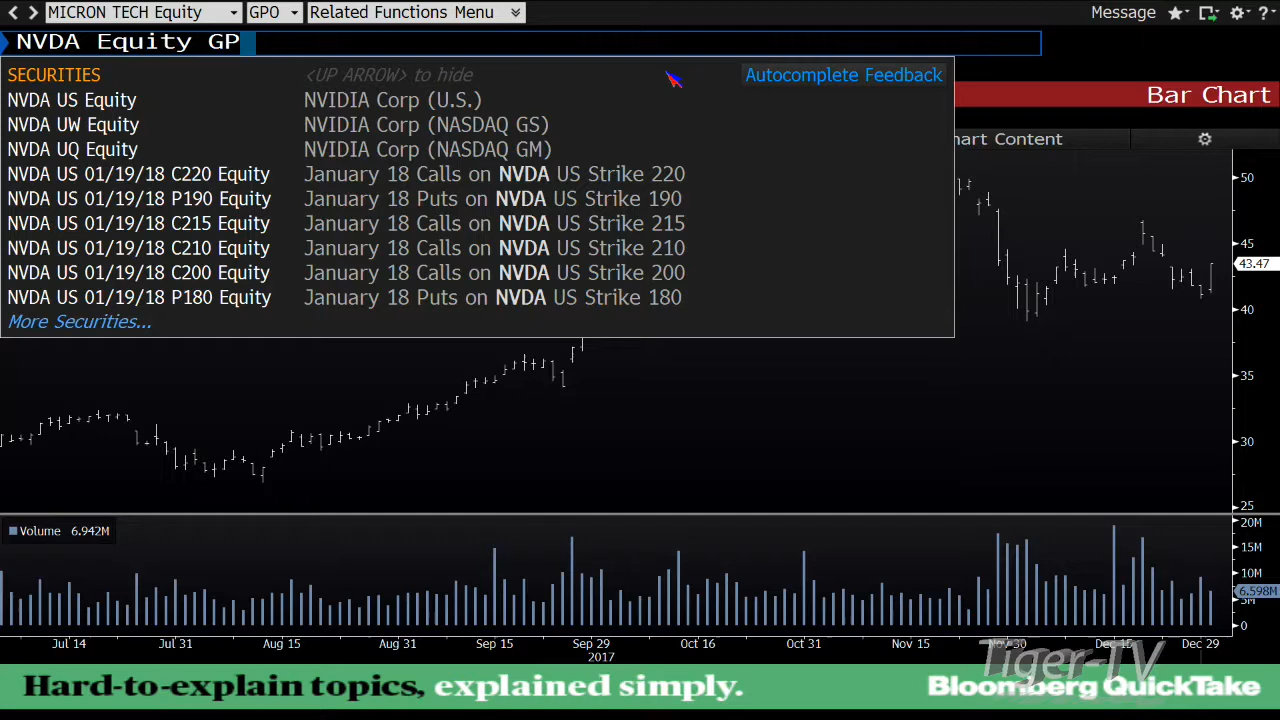 MICRON TECH Equity GPO Related Functions Menu Message
NVDA Equity GP
SECURITIES <UP ARROW> to hide Autocomplete Feedback
NVDA US Equity NVIDIA Corp (U.S.)
Bar Chart
NVDA UW Equity NVIDIA Corp (NASDAQ GS)
hart Content
NVDA UQ Equity NVIDIA Corp (NASDAQ GM)
NVDA US 01/19/18 C220 Equity January 18 Calls on NVDA US Strike 220
NVDA US 01/19/18 P190 Equity January 18 Puts on NVDA US Strike 190
NVDA US 01/19/18 C215 Equity January 18 Calls on NVDA US Strike 215
NVDA US 01/19/18 C210 Equity January 18 Calls on NVDA US Strike 210
NVDA US 01/19/18 C200 Equity January 18 Calls on NVDA US Strike 200
NVDA US 01/19/18 P180 Equity January 18 Puts on NVDA US Strike 180
More Securities...
50
45
43.47
40
35
30
25
Volume 6.942M
20M
15M
10M
6.598M
5M
0
Jul 14 Jul 31 Aug 15 Aug 31 Sep 15 Sep 29 Oct 16 Oct 31 Nov 15 Nov 30 Dec 15 Dec 29
2017
Tiger-TV
Hard-to-explain topics, explained simply. Bloomberg QuickTake